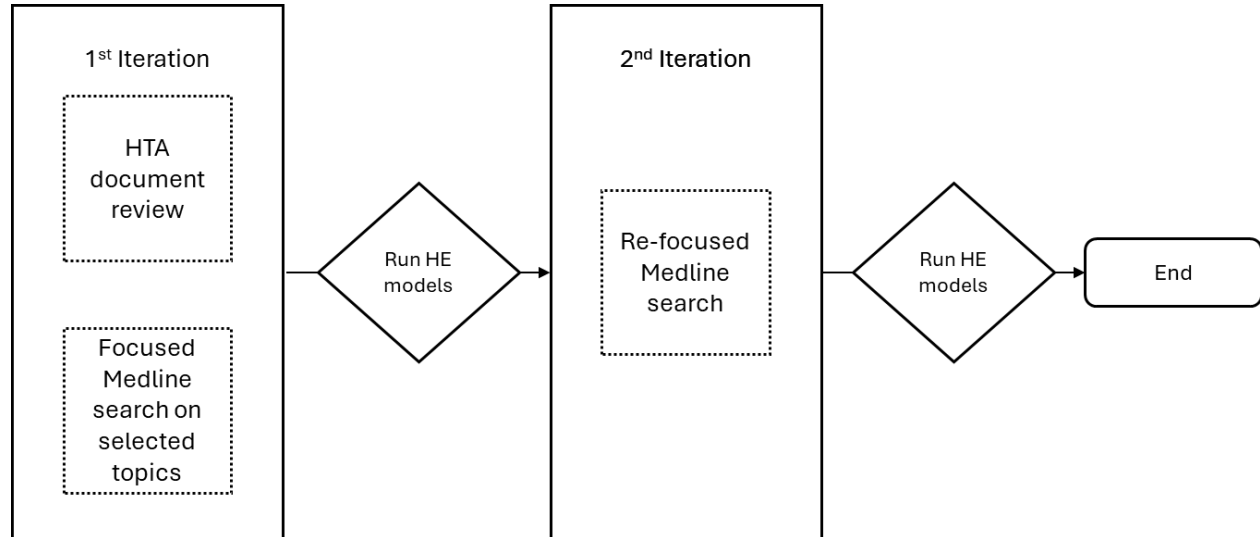 1st Iteration
HTA
document
review
Focused
Medline
search on
selected
topics
Run HE
models
2nd Iteration
Re-focused
Medline
search
Run HE
models
End